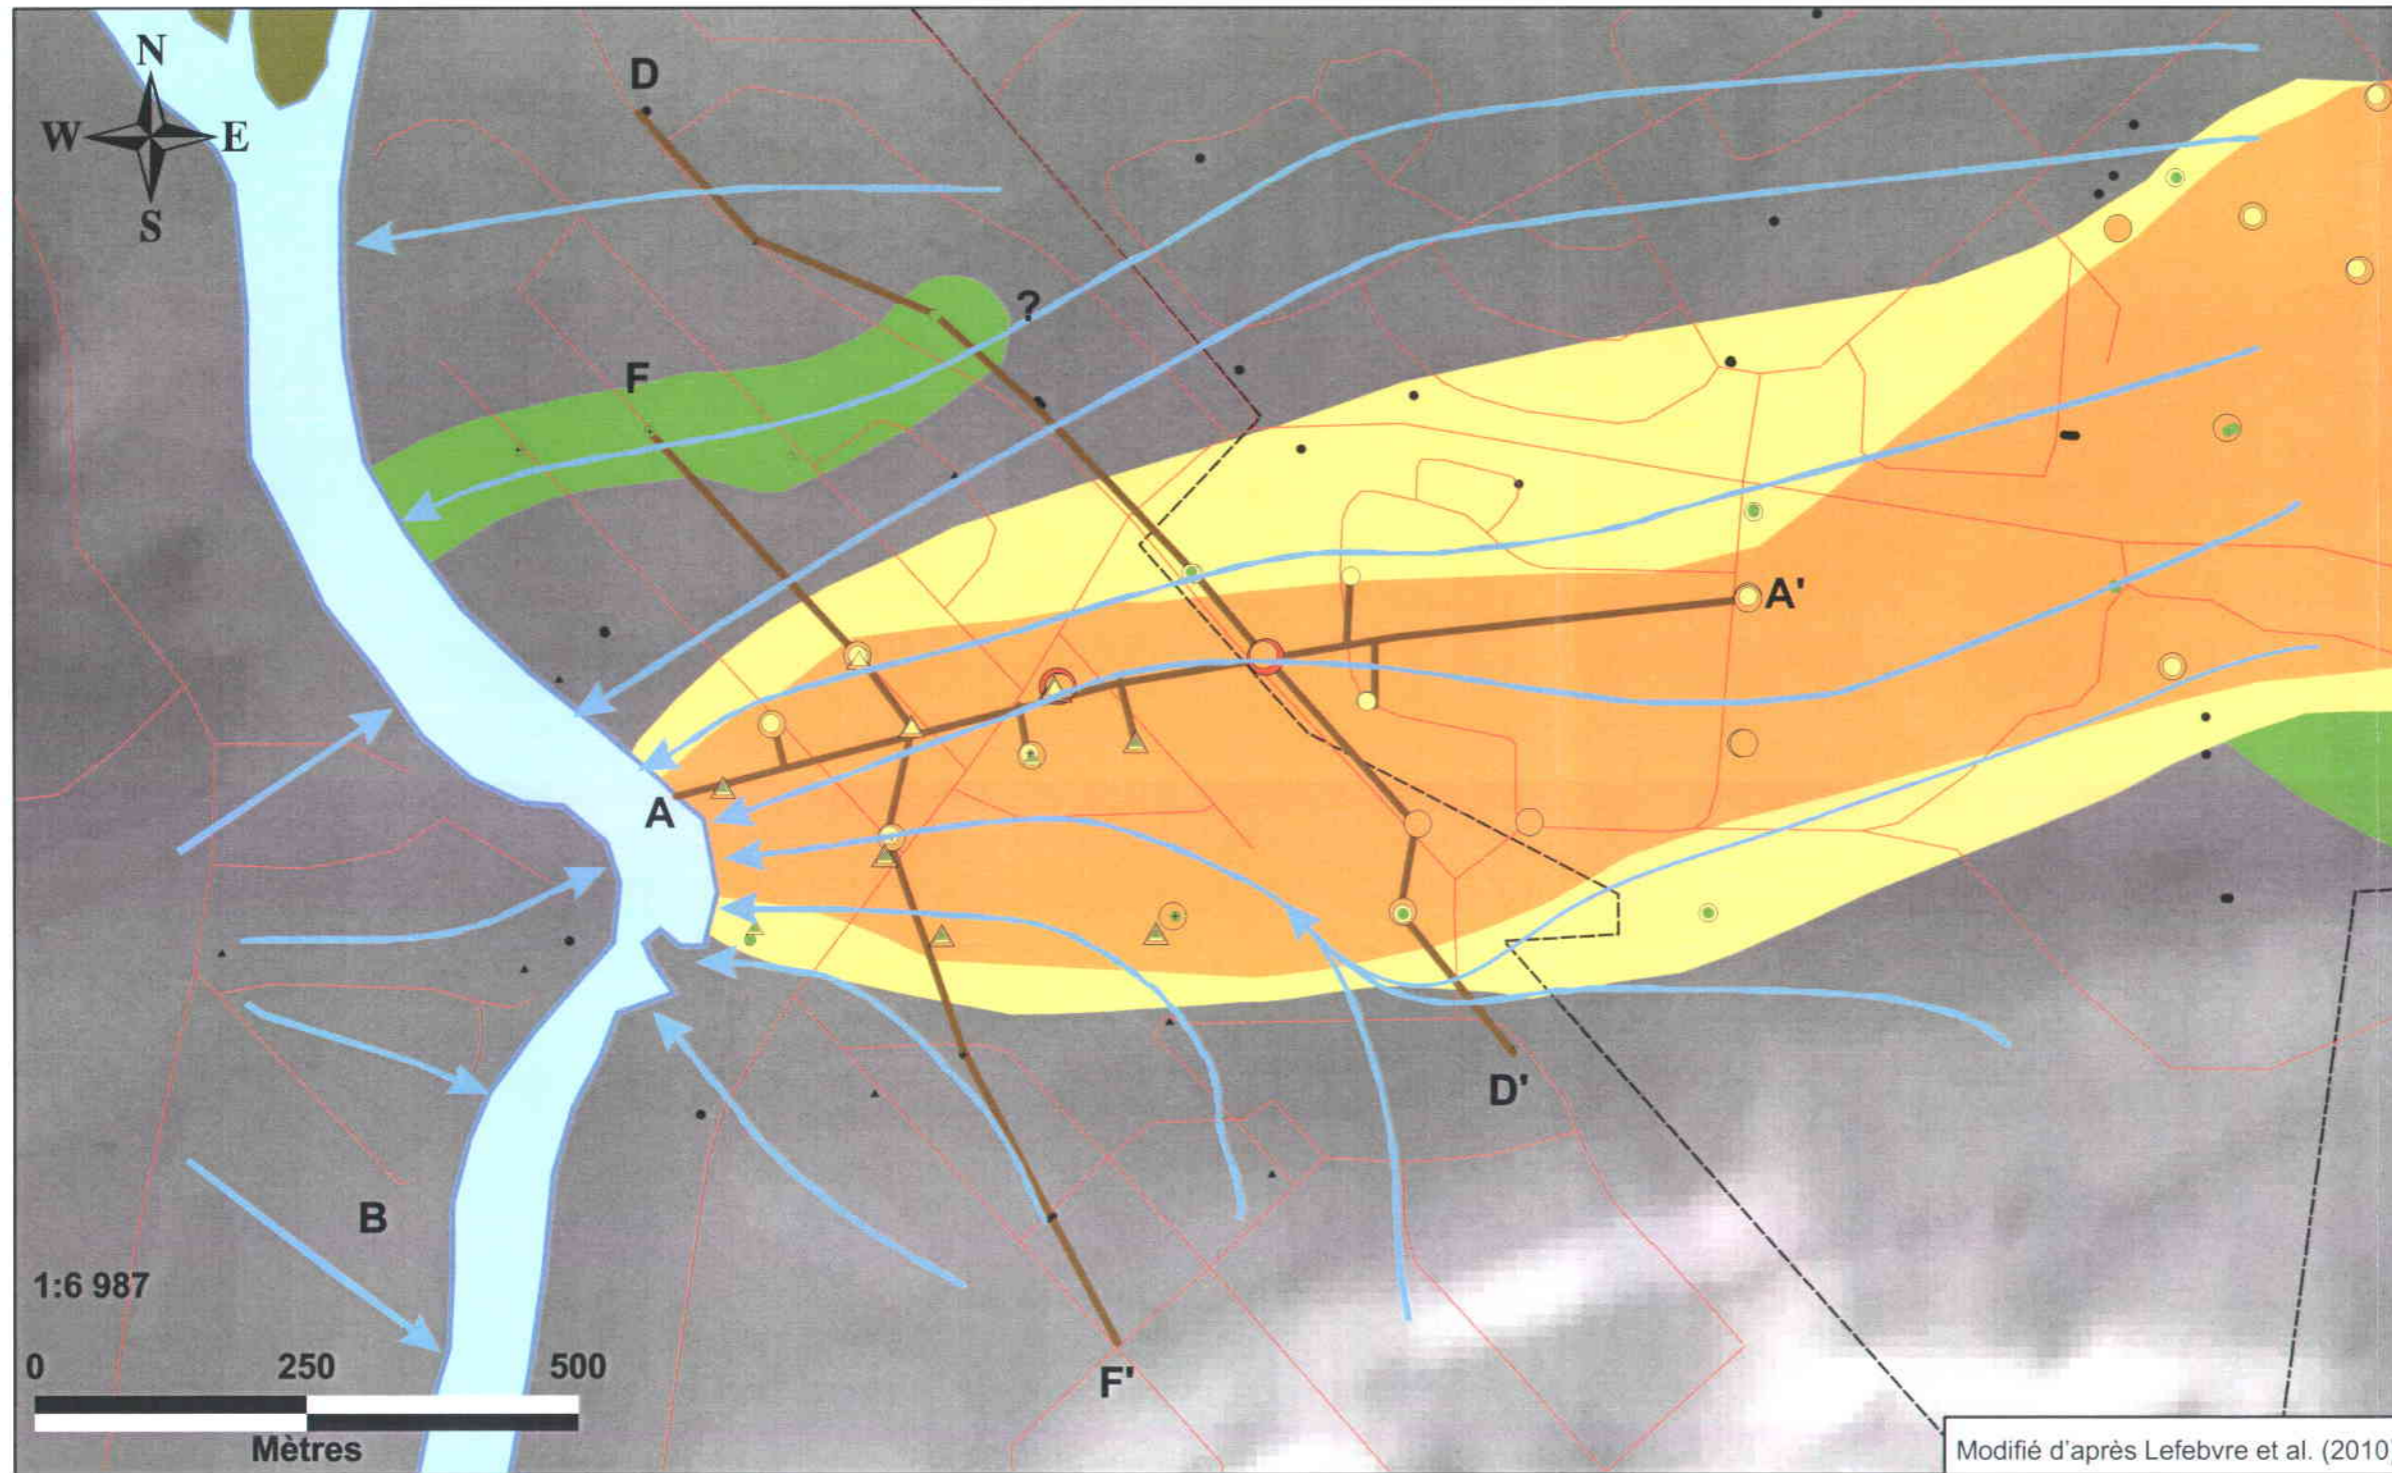 N
W E
S
D
?
F
A'
A
D'
B
F'
1:6 987
0 250 500
Mètres
Modifié d'après Lefebvre et al. (2010)